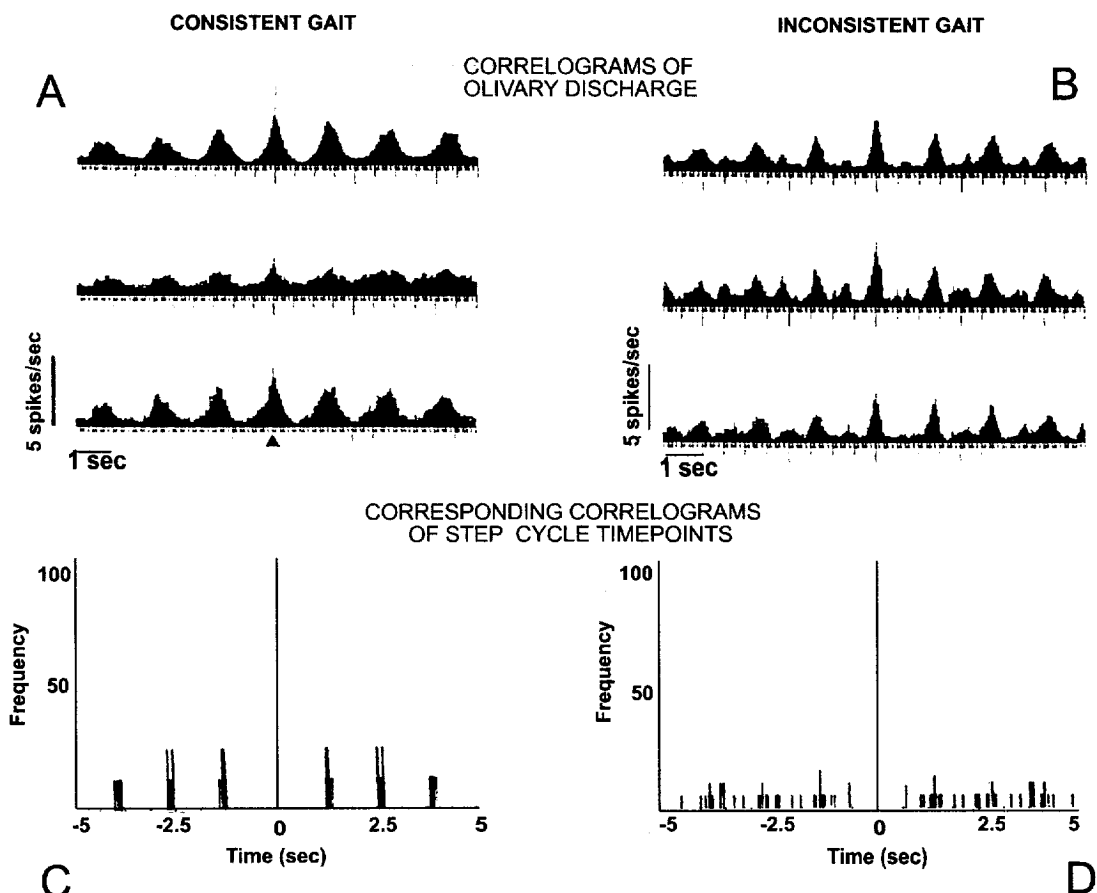 CONSISTENT GAIT
INCONSISTENT GAIT
CORRELOGRAMS OF
OLIVARY DISCHARGE
A
B
5 spikes/sec
1 sec
5 spikes/sec
1 sec
CORRESPONDING CORRELOGRAMS
OF STEP CYCLE TIMEPOINTS
100
50
Frequency
-5
-2.5
0
2.5
5
Time (sec)
C
100
50
Frequency
-5
-2.5
0
2.5
5
Time (sec)
D